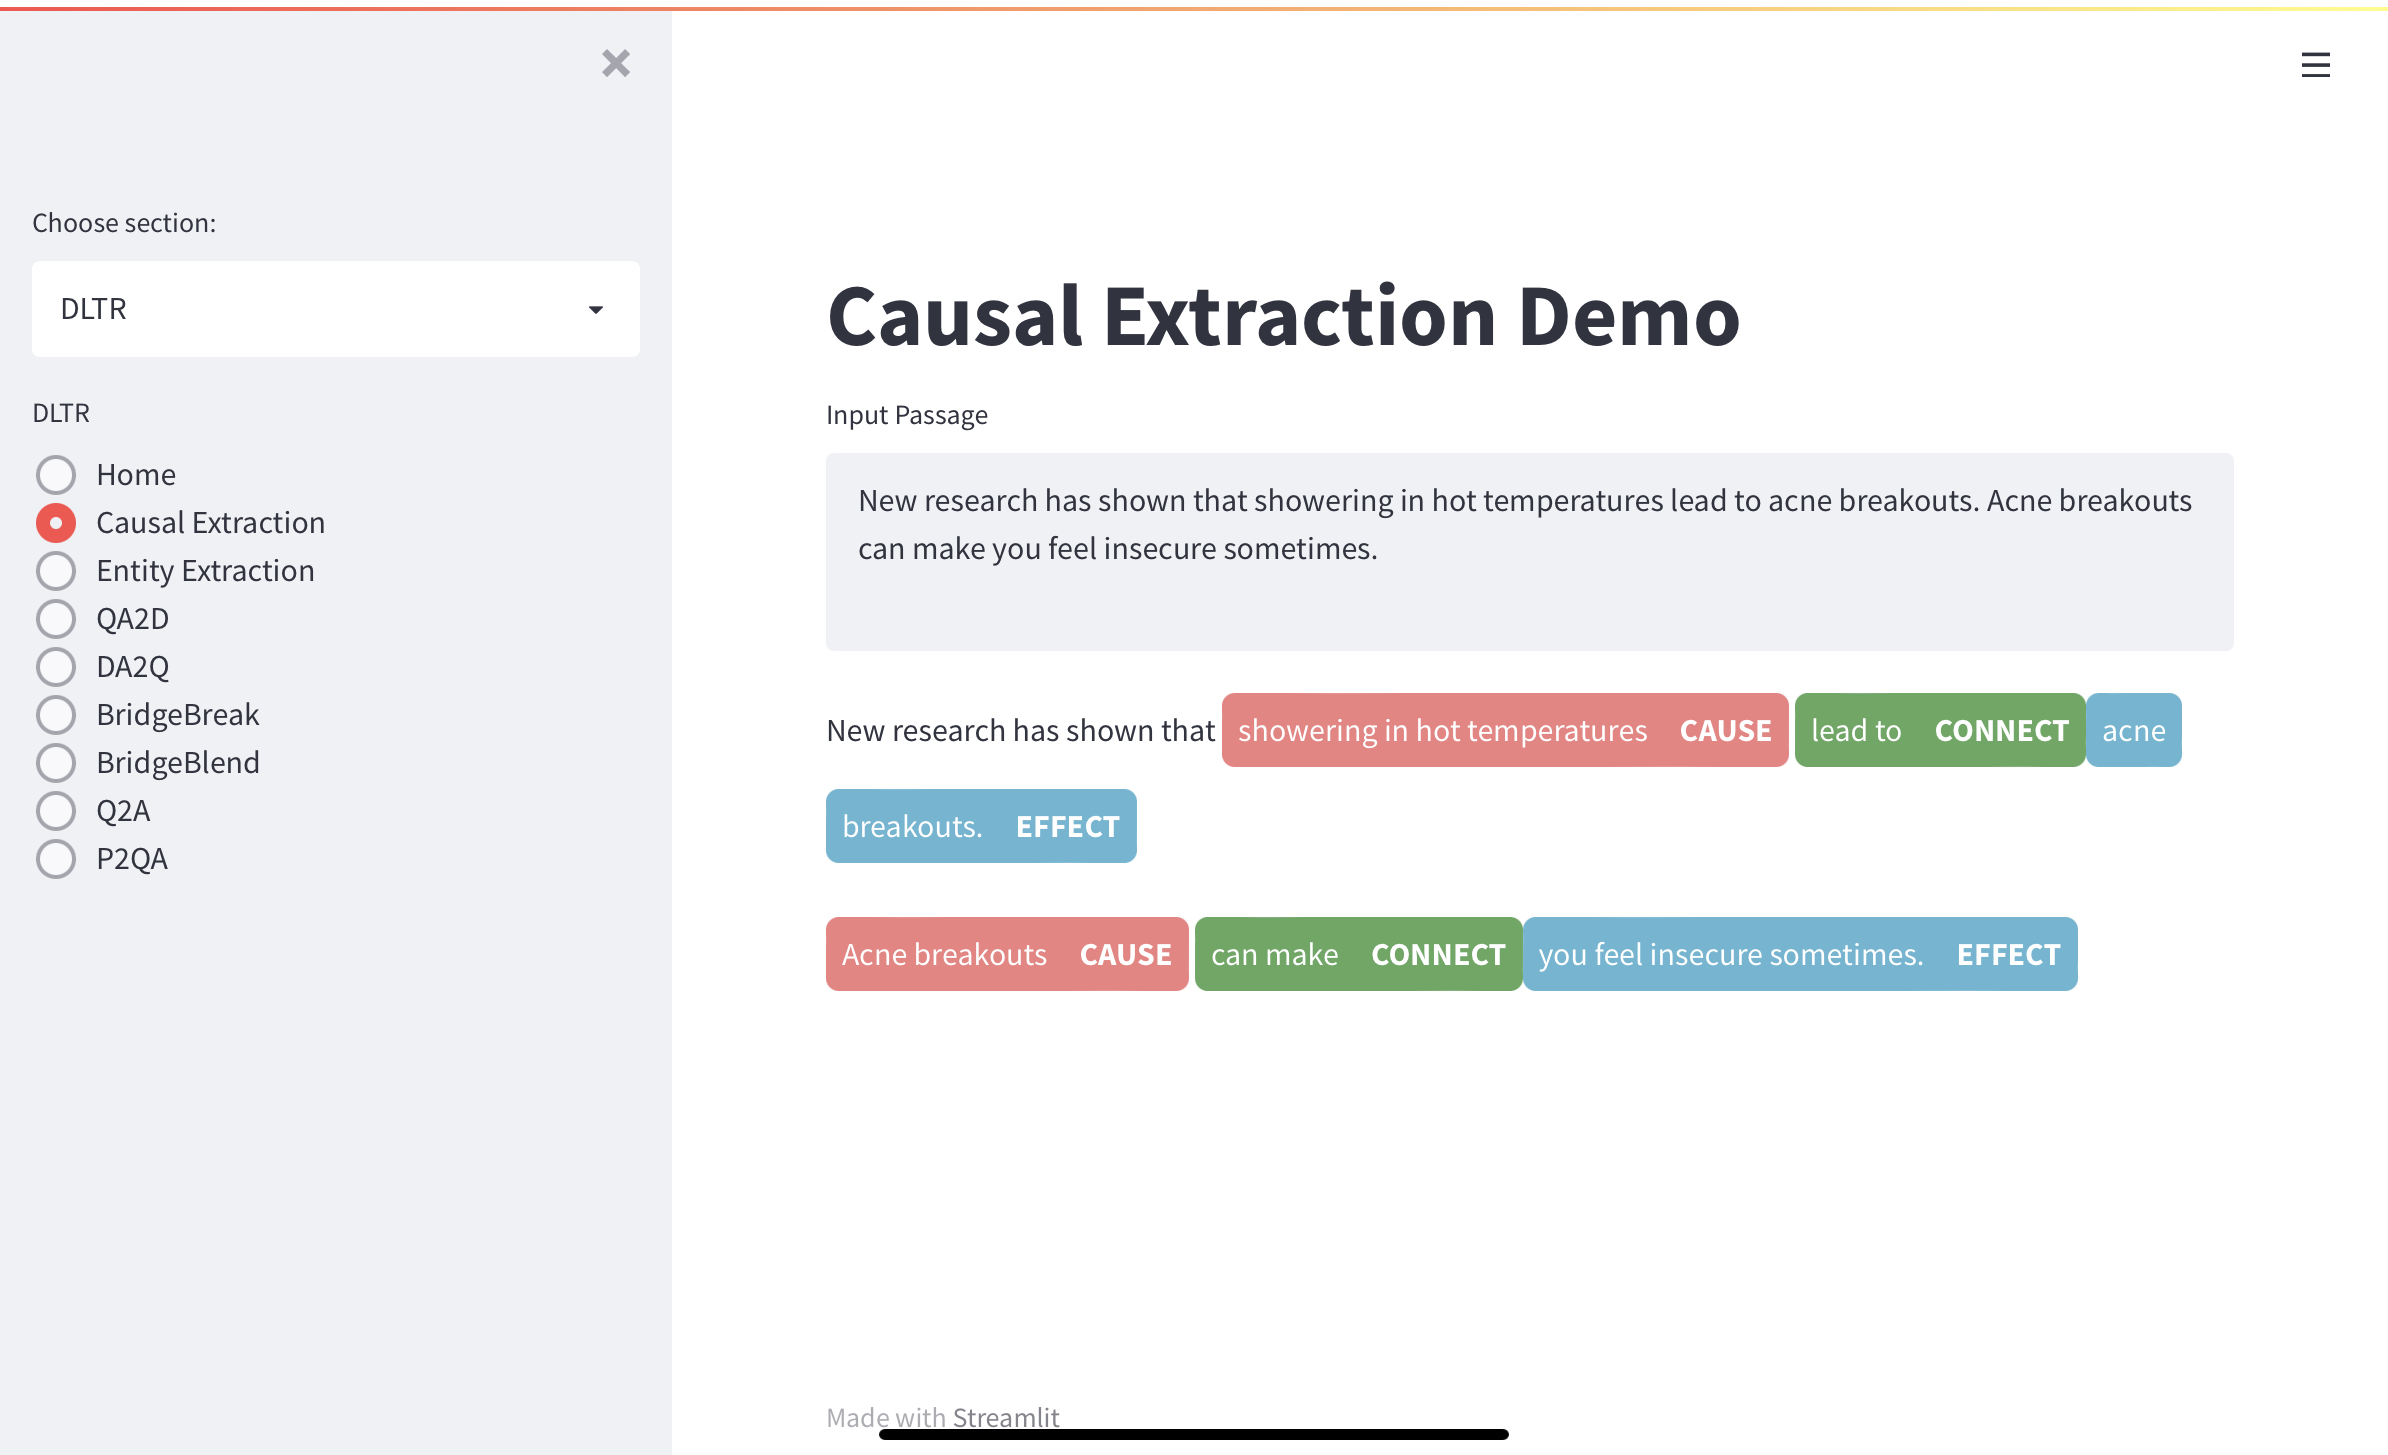 Choose section:
DLTR
DLTR
Home
Causal Extraction
Entity Extraction
QA2D
DA2Q
BridgeBreak
BridgeBlend
Q2A
P2QA
Causal Extraction Demo
Input Passage
New research has shown that showering in hot temperatures lead to acne breakouts. Acne breakouts
can make you feel insecure sometimes.
New research has shown that showering in hot temperatures CAUSE lead to CONNECT acne
breakouts. EFFECT
Acne breakouts CAUSE can make CONNECT you feel insecure sometimes. EFFECT
Made with Streamlit